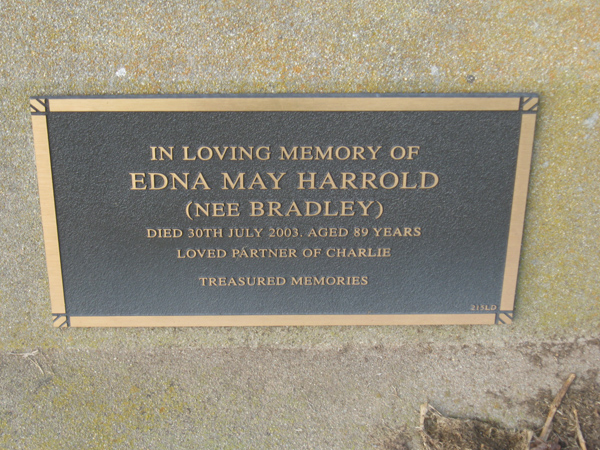 IN LOVING MEMORY OF
EDNA MAY HARROLD
(NEE BRADLEY)
DIED 30TH JULY 2003. AGED 89 YEARS
LOVED PARTNER OF CHARLIE
TREASURED MEMORIES
215LD